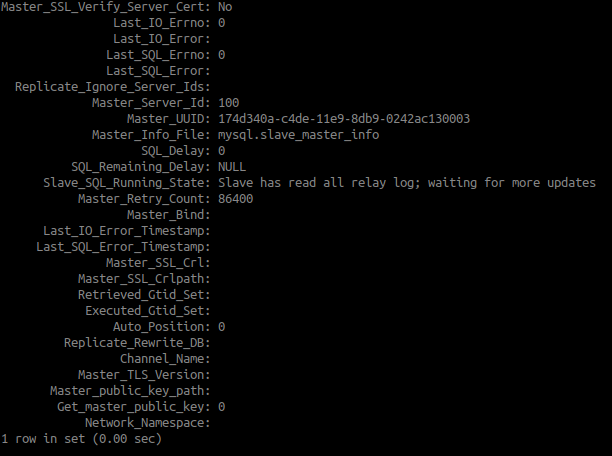 Master_SSL_Verify_Server_Cert: No
Last_IO_Errno: 0
Last_IO_Error:
Last_SQL_Errno: 0
Last_SQL_Error:
Replicate_Ignore_Server_Ids:
Master_Server_Id: 100
Master_UUID: 174d340a-c4de-11e9-8db9-0242ac130003
Master_Info_File: mysql.slave_master_info
SQL_Delay: 0
SQL_Remaining_Delay: NULL
Slave_SQL_Running_State: Slave has read all relay log; waiting for more updates
Master_Retry_Count: 86400
Master_Bind:
Last_IO_Error_Timestamp:
Last_SQL_Error_Timestamp:
Master_SSL_Crl:
Master_SSL_Crlpath:
Retrieved_Gtid_Set:
Executed_Gtid_Set:
Auto_Position: 0
Replicate_Rewrite_DB:
Channel_Name:
Master_TLS_Version:
Master_public_key_path:
Get_master_public_key: 0
Network_Namespace:
1 row in set (0.00 sec)